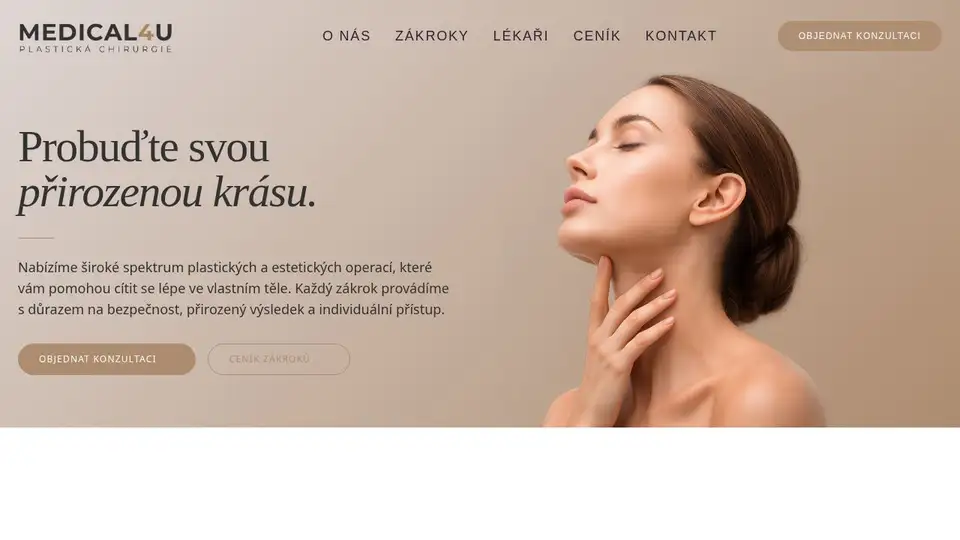 MEDICAL4U
PLASTICKÁ CHIRURGIE
O NÁS
ZÁKROKY
LÉKAŘI
CENÍK
KONTAKT
OBJEDNAT KONZULTACI
Probuďte svou
přirozenou krásu.
Nabízíme široké spektrum plastických a estetických operací, které
vám pomohou cítit se lépe ve vlastním těle. Každý zákrok provádíme
s důrazem na bezpečnost, přirozený výsledek a individuální přístup.
OBJEDNAT KONZULTACI
CENÍK ZÁKROKŮ